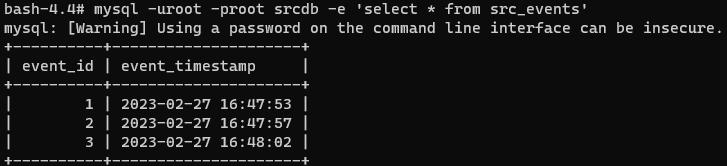 bash-4.4# mysql -uroot -proot srcdb -e 'select * from src_events'
mysql: [Warning] Using a password on the command line interface can be insecure.
+----------+---------------------+
| event_id | event_timestamp     |
+----------+---------------------+
|        1 | 2023-02-27 16:47:53 |
|        2 | 2023-02-27 16:47:57 |
|        3 | 2023-02-27 16:48:02 |
+----------+---------------------+